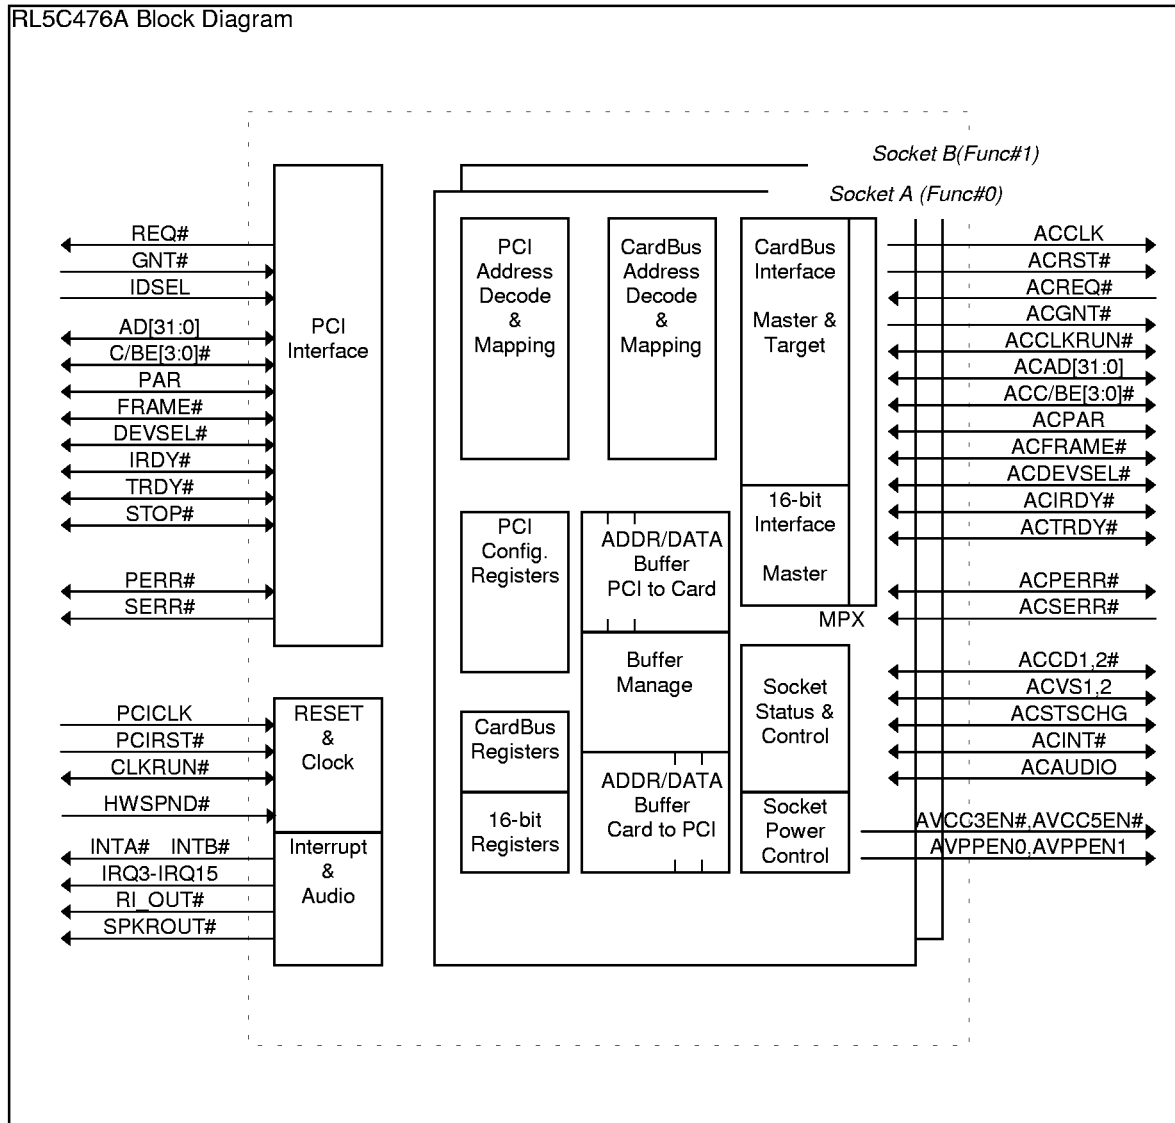 RL5C476A Block Diagram
Socket B(Func#1)
Socket A (Func#0)
REQ#
GNT#
IDSEL
AD[31:0]
C/BE[3:0]#
PAR
FRAME#
DEVSEL#
IRDY#
TRDY#
STOP#
PERR#
SERR#
PCICLK
PCIRST#
CLKRUN#
HWSPND#
INTA# INTB#
IRQ3-IRQ15
RI_OUT#
SPKROUT#
PCI
Interface
RESET
&
Clock
Interrupt
&
Audio
PCI
Address
Decode
&
Mapping
CardBus
Address
Decode
&
Mapping
CardBus
Interface
Master &
Target
16-bit
Interface
Master
MPX
PCI
Config.
Registers
ADDR/DATA
Buffer
PCI to Card
Buffer
Manage
ADDR/DATA
Buffer
Card to PCI
CardBus
Registers
16-bit
Registers
Socket
Status &
Control
Socket
Power
Control
ACCLK
ACRST#
ACREQ#
ACGNT#
ACCLKRUN#
ACAD[31:0]
ACC/BE[3:0]#
ACPAR
ACFRAME#
ACDEVSEL#
ACIRDY#
ACTRDY#
ACPERR#
ACSERR#
ACCD1,2#
ACVS1,2
ACSTSCHG
ACINT#
ACAUDIO
AVCC3EN#,AVCC5EN#
AVPPEN0,AVPPEN1